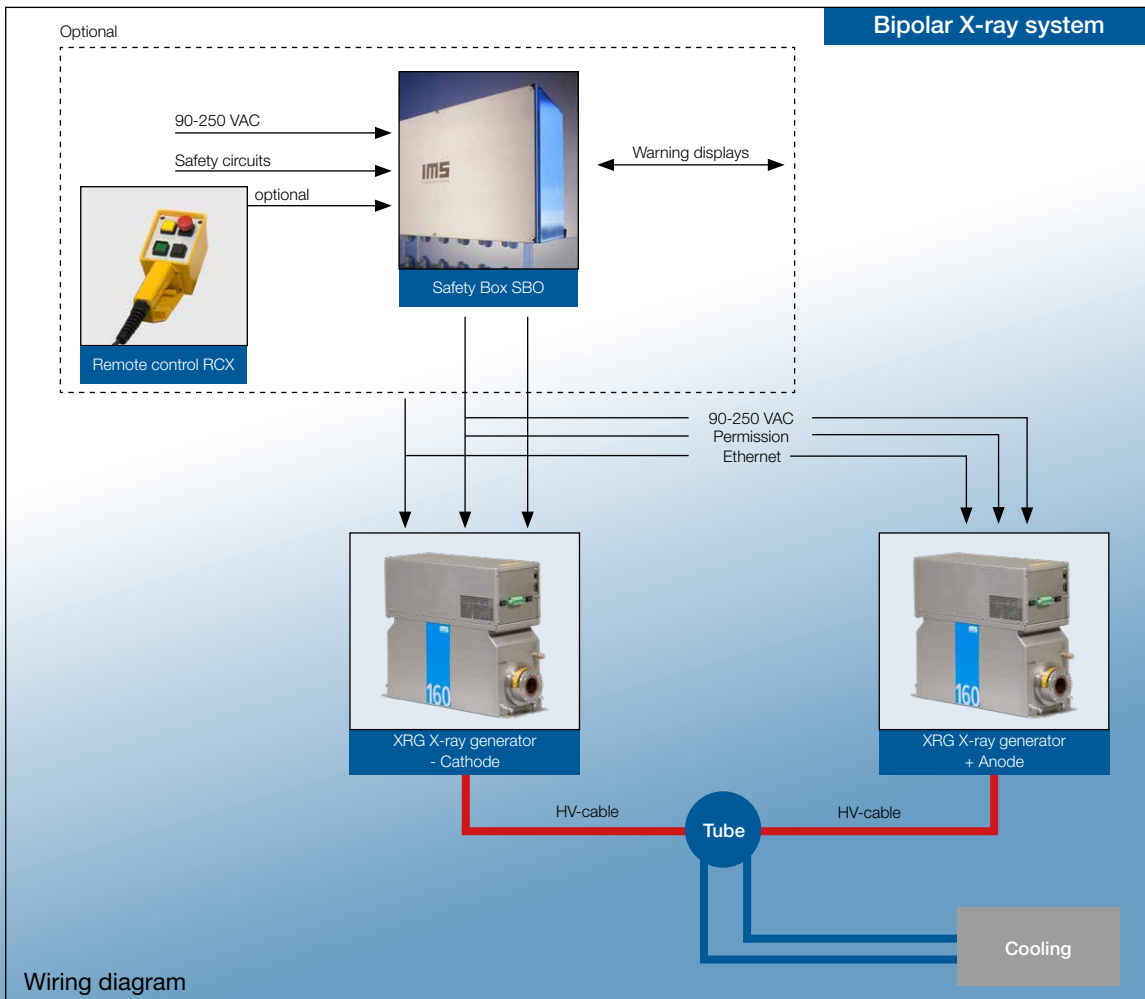 Bipolar X-ray system
Optional
90-250 VAC
Safety circuits
optional
Warning displays
ims
Safety Box SBO
Remote control RCX
90-250 VAC
Permission
Ethernet
160
160
XRG X-ray generator
- Cathode
XRG X-ray generator
+ Anode
HV-cable
Tube
HV-cable
Cooling
Wiring diagram